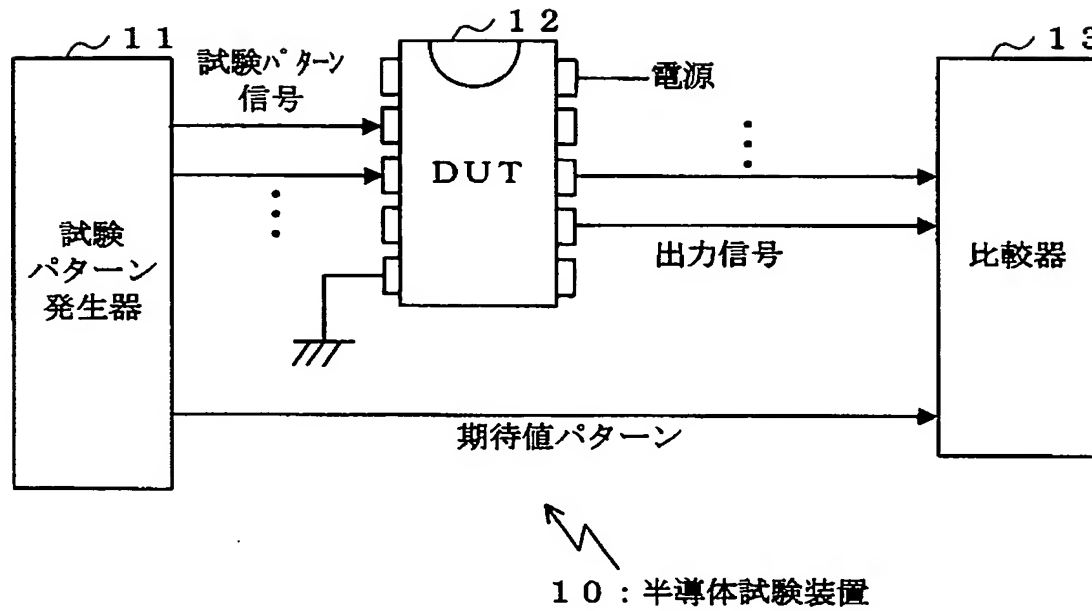 11
12
13
試験パターン
信号
電源
DUT
試験
パターン
発生器
出力信号
比較器
期待値パターン
10:半導体試験装置